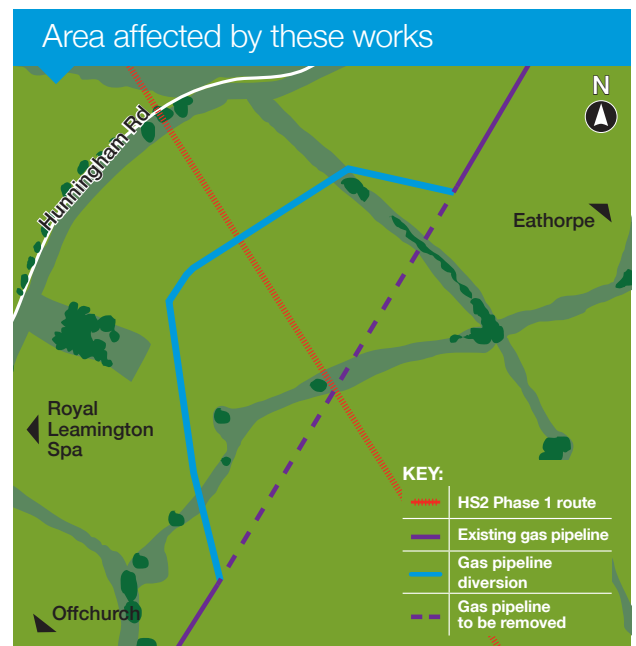 Area affected by these works
N
Hunningham Rd
Eathorpe
Royal
Leamington
Spa
KEY:
HS2 Phase 1 route
Existing gas pipeline
Gas pipeline
diversion
Gas pipeline
to be removed
Offchurch